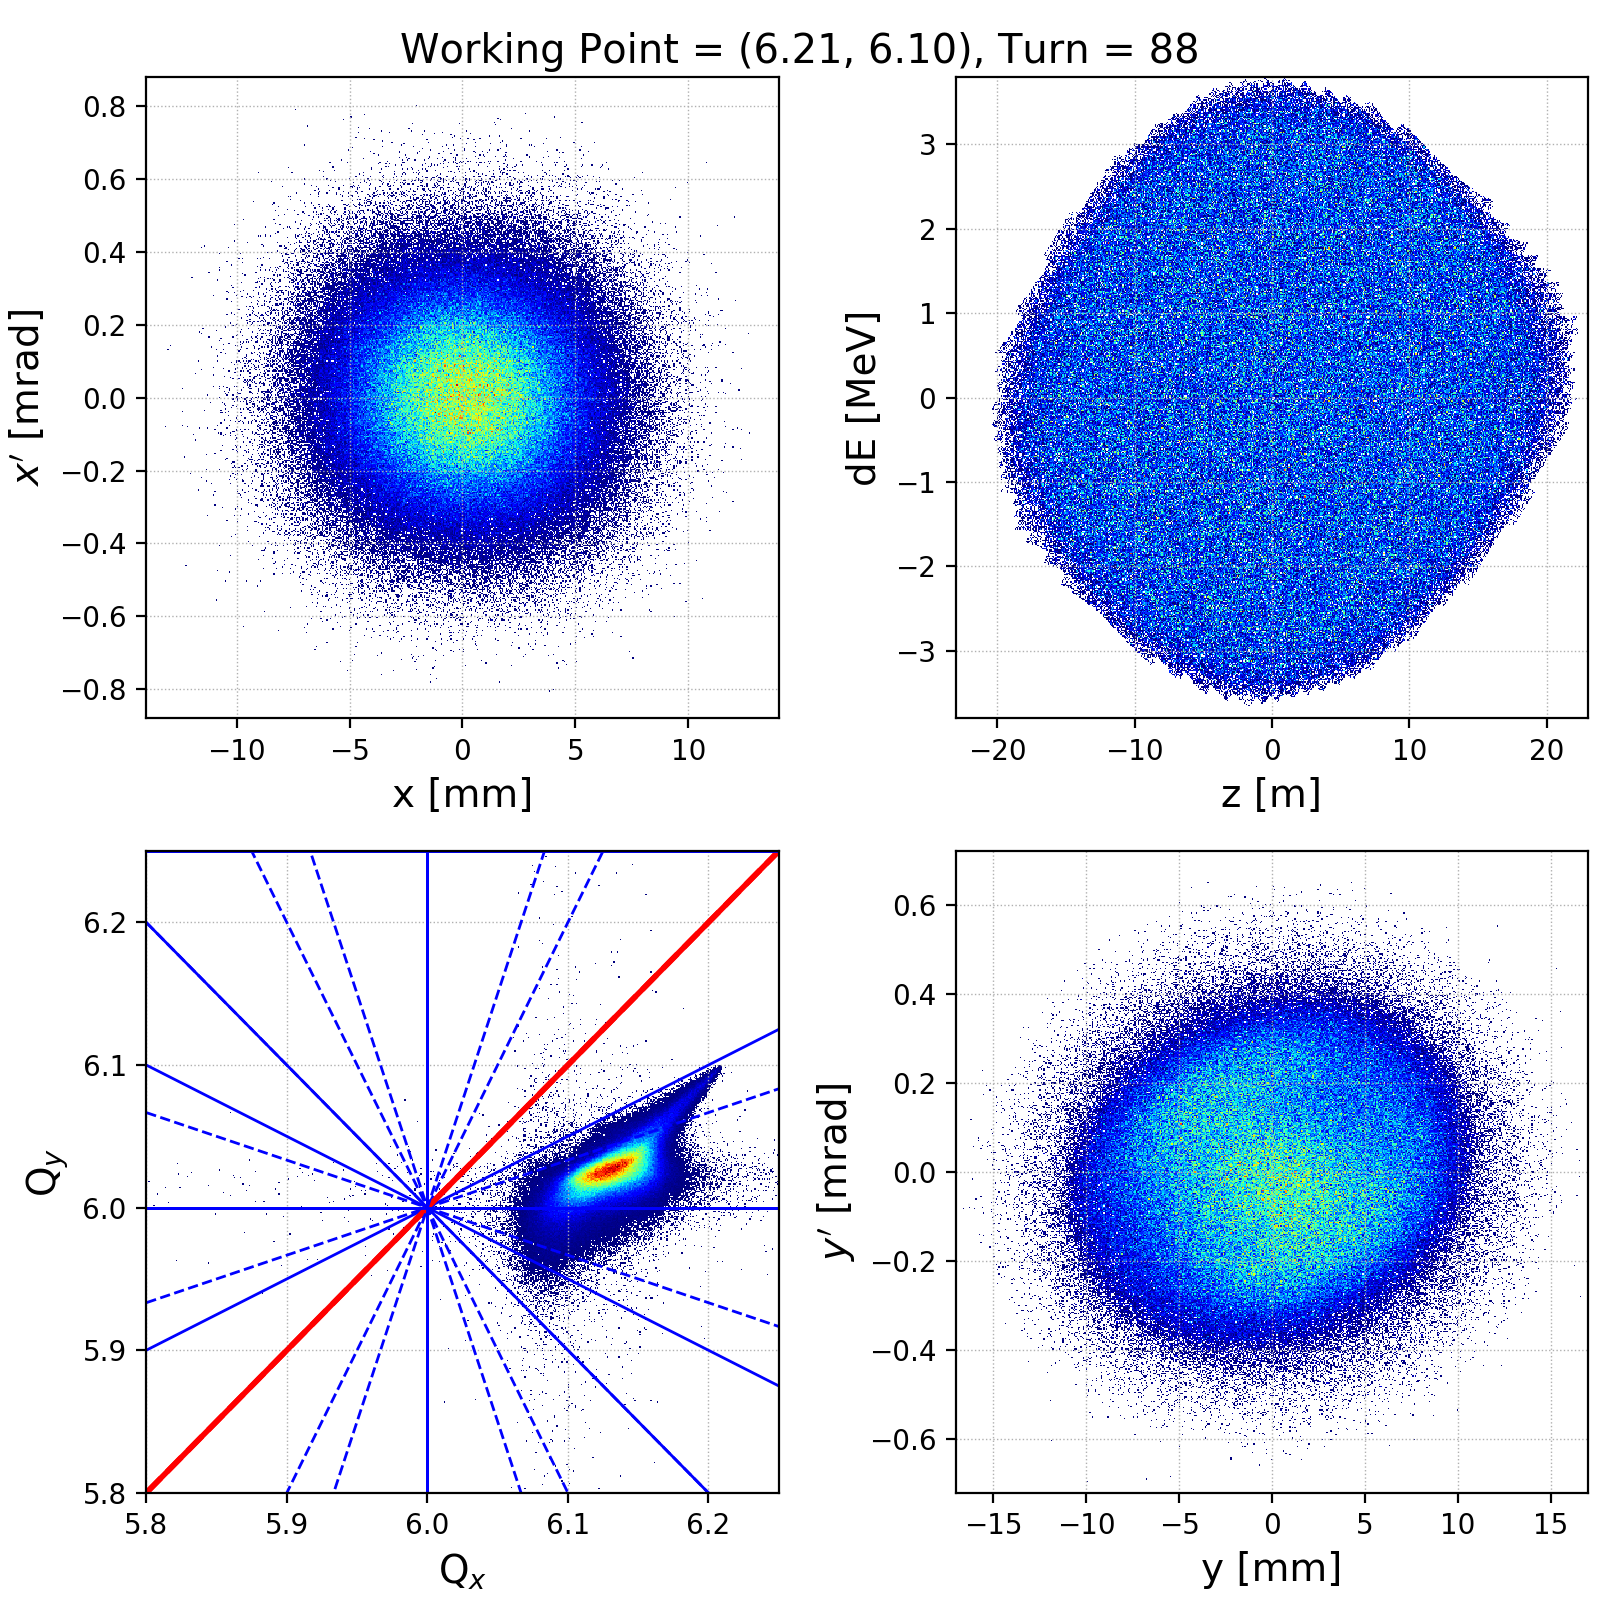 Working Point = (6.21, 6.10), Turn = 88
0.8
0.6
0.4
0.2
0.0
−0.2
−0.4
−0.6
−0.8
x′ [mrad]
−10 −5 0 5 10
x [mm]
3
2
1
0
−1
−2
−3
dE [MeV]
−20 −10 0 10 20
z [m]
6.2
6.1
6.0
5.9
5.8
Qy
5.8 5.9 6.0 6.1 6.2
Qx
0.6
0.4
0.2
0.0
−0.2
−0.4
−0.6
y′ [mrad]
−15 −10 −5 0 5 10 15
y [mm]